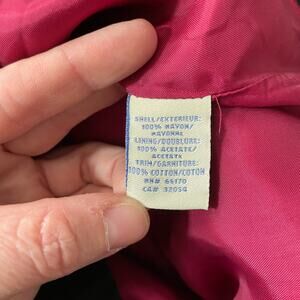 SHELL/EXTERIEUR:
100% RAYON/
RAYONNE
LINING/DOUBLURE:
100% ACETATE/
ACETATE
TRIM/GARNITURE:
100% COTTON/COTON
RN# 66170
CA# 32054